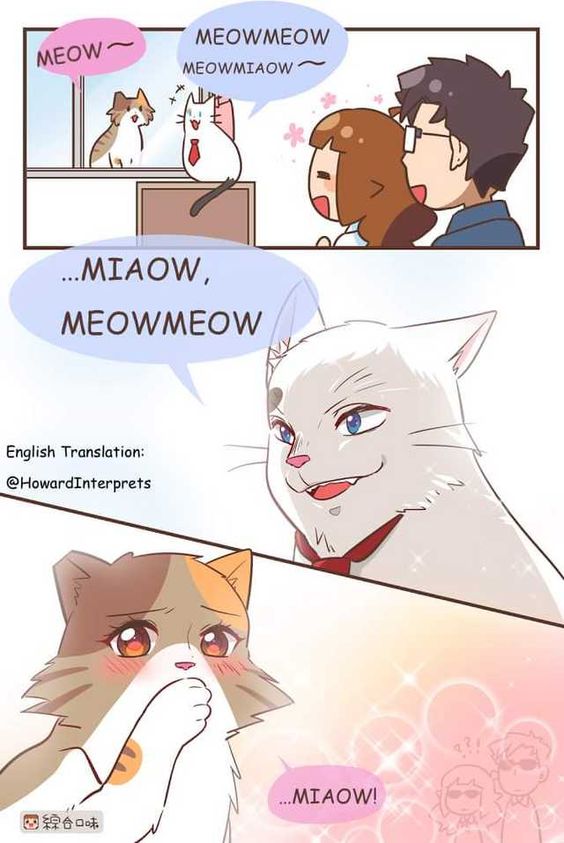 MEOW~
MEOWMEOW
MEOWMIAOW~
...MIAOW,
MEOWMEOW
English Translation:
@HowardInterprets
??!
...MIAOW!
綜合口味